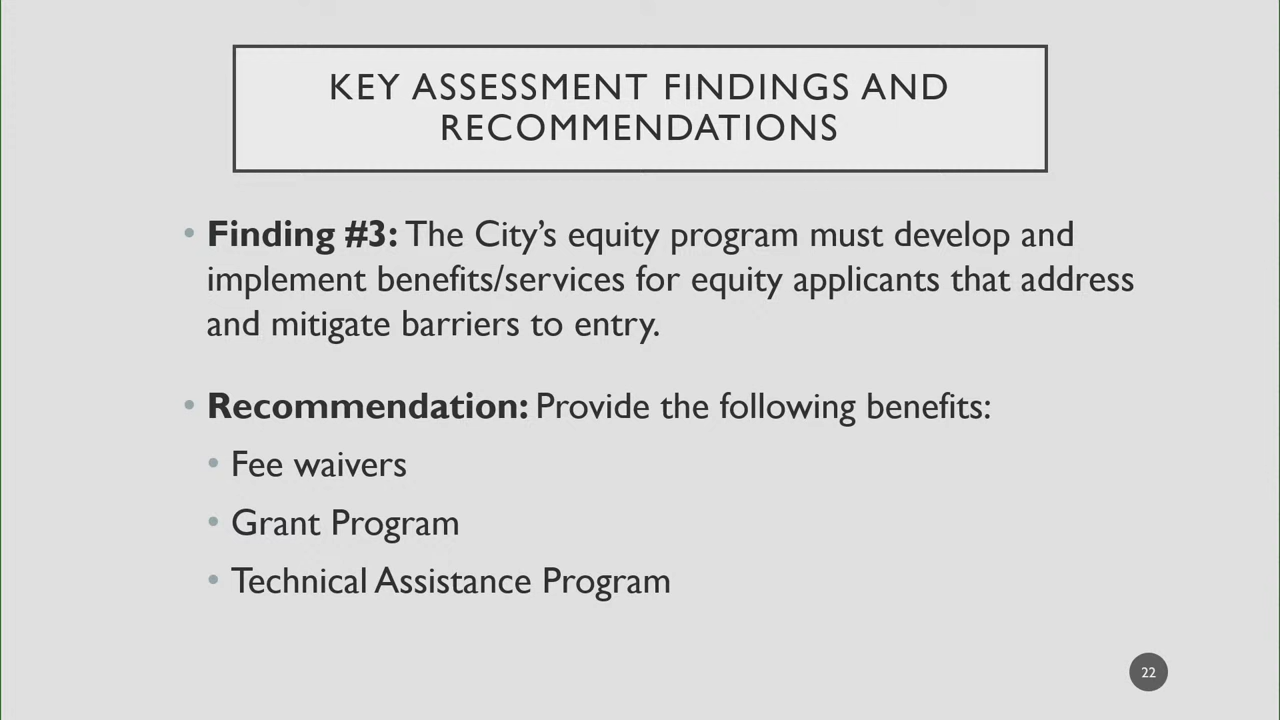 KEY ASSESSMENT FINDINGS AND
RECOMMENDATIONS
• Finding #3: The City’s equity program must develop and
implement benefits/services for equity applicants that address
and mitigate barriers to entry.
• Recommendation: Provide the following benefits:
• Fee waivers
• Grant Program
• Technical Assistance Program
22